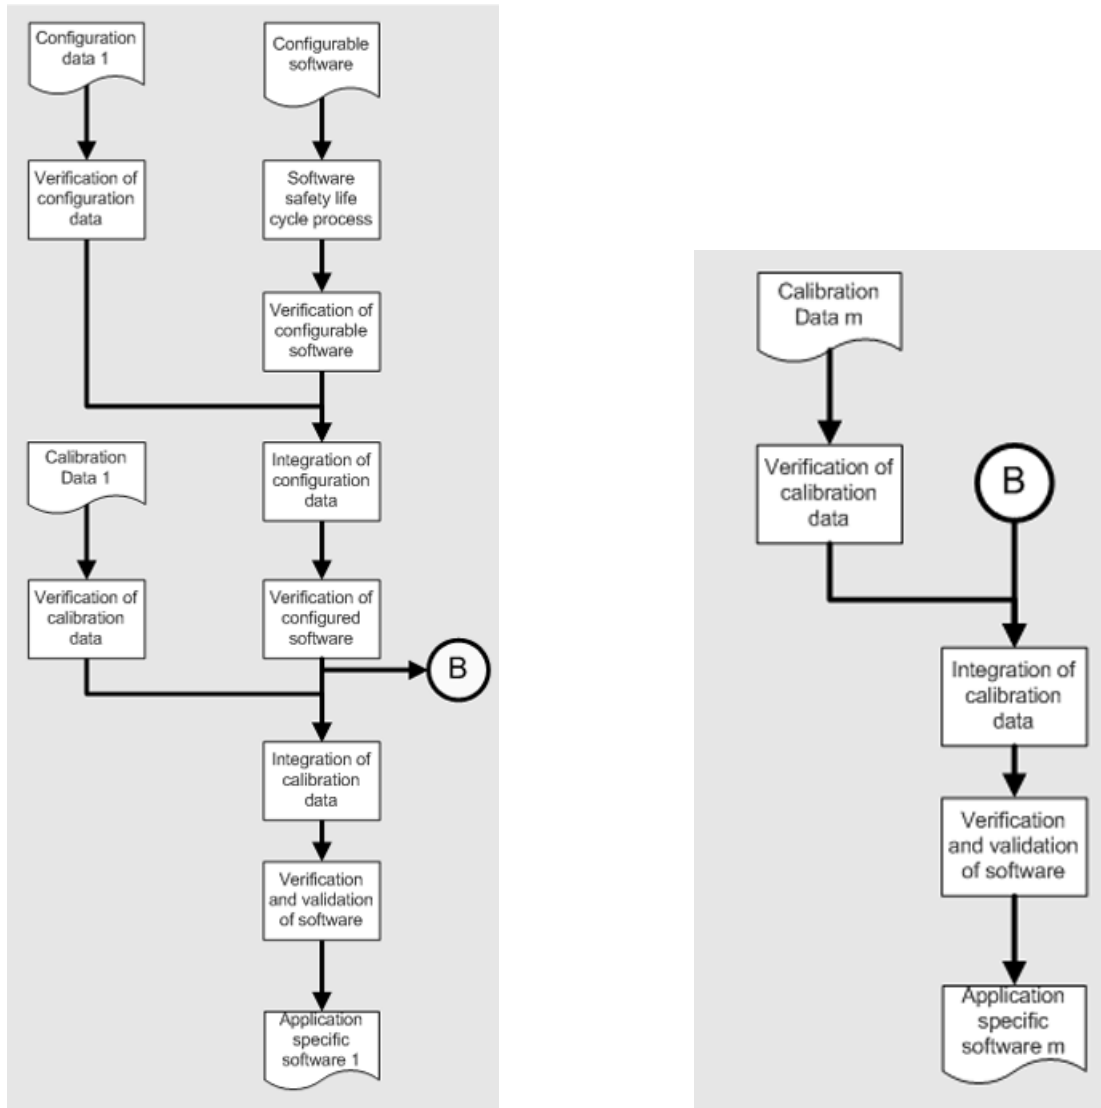 Configuration
data 1
Configurable
software
Verification of
configuration
data
Software
safety life
cycle process
Verification of
configurable
software
Calibration
Data 1
Integration of
configuration
data
Verification of
calibration
data
Verification of
configured
software
B
Integration of
calibration
data
Verification
and validation
of software
Application
specific
software 1
Calibration
Data m
Verification of
calibration
data
B
Integration of
calibration
data
Verification
and validation
of software
Application
specific
software m